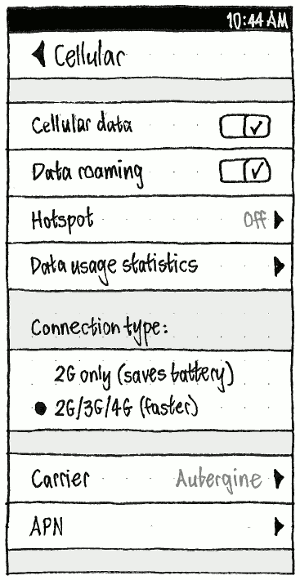 10:44 AM
Cellular
Cellular data
Data roaming
Hotspot Off
Data usage statistics
Connection type:
2G only (saves battery)
2G/3G/4G (faster)
Carrier Aubergine
APN